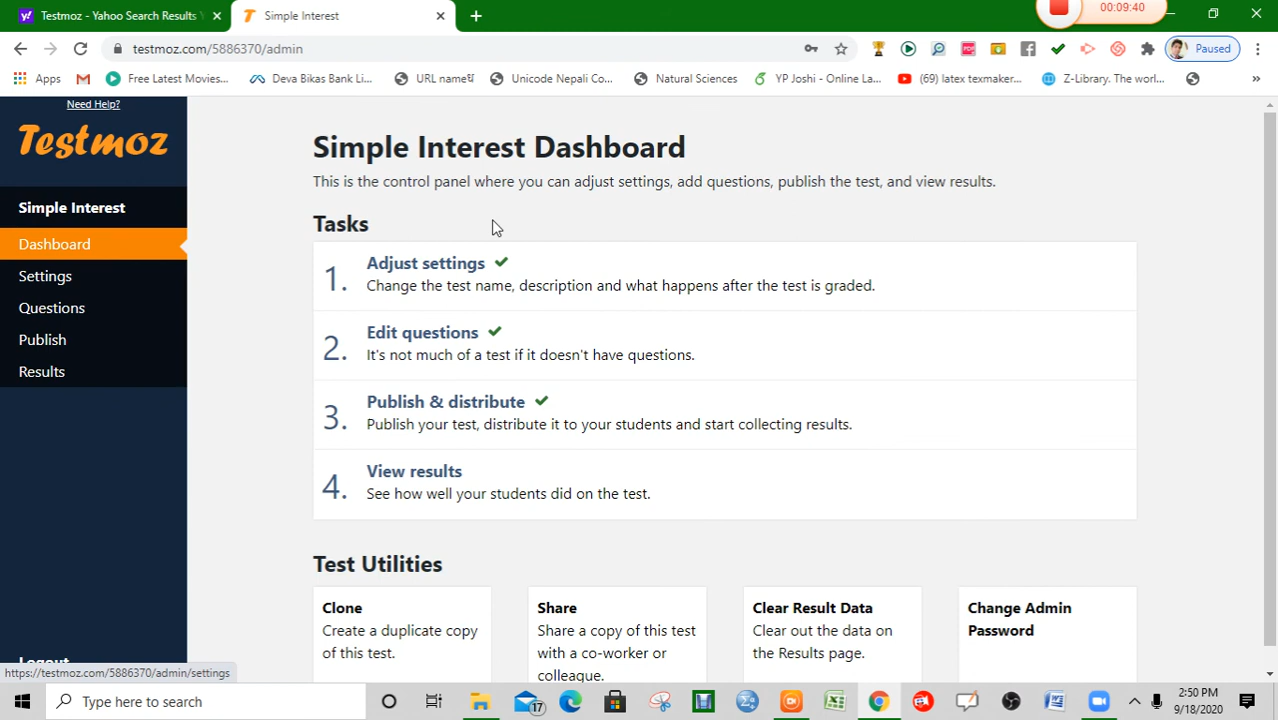 Testmoz - Yahoo Search Results Y
Simple Interest
00:09:40
testmoz.com/5886370/admin
Paused
Apps
Free Latest Movies...
Deva Bikas Bank Li...
Unicode Nepali Co...
Natural Sciences
YP Joshi - Online La...
(69) latex texmaker...
Z-Library. The worl...
»
Need Help?
Testmoz
Simple Interest
Dashboard
Settings
Questions
Publish
Results
Logout
Simple Interest Dashboard
This is the control panel where you can adjust settings, add questions, publish the test, and view results.
Tasks
1. Adjust settings
Change the test name, description and what happens after the test is graded.
2. Edit questions
It's not much of a test if it doesn't have questions.
3. Publish & distribute
Publish your test, distribute it to your students and start collecting results.
4. View results
See how well your students did on the test.
Test Utilities
Clone
Create a duplicate copy
of this test.
Share
Share a copy of this test
with a co-worker or
colleague.
Clear Result Data
Clear out the data on
the Results page.
Change Admin
Password
https://testmoz.com/5886370/admin/settings
Type here to search
17
2:50 PM
9/18/2020